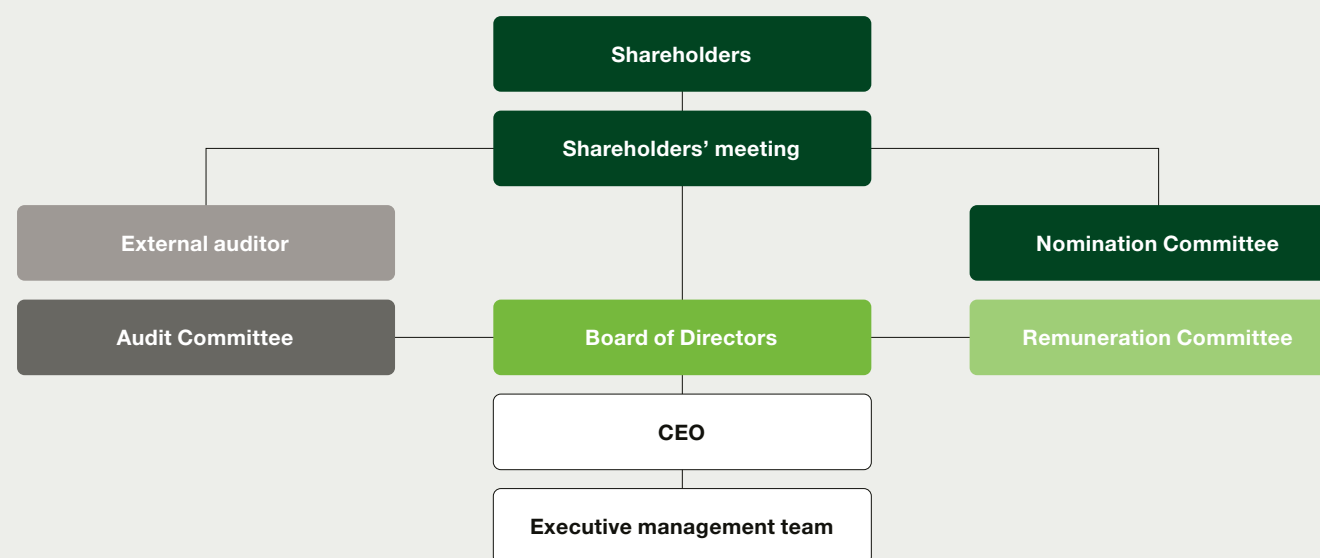 Shareholders
Shareholders’ meeting
External auditor
Nomination Committee
Audit Committee
Board of Directors
Remuneration Committee
CEO
Executive management team